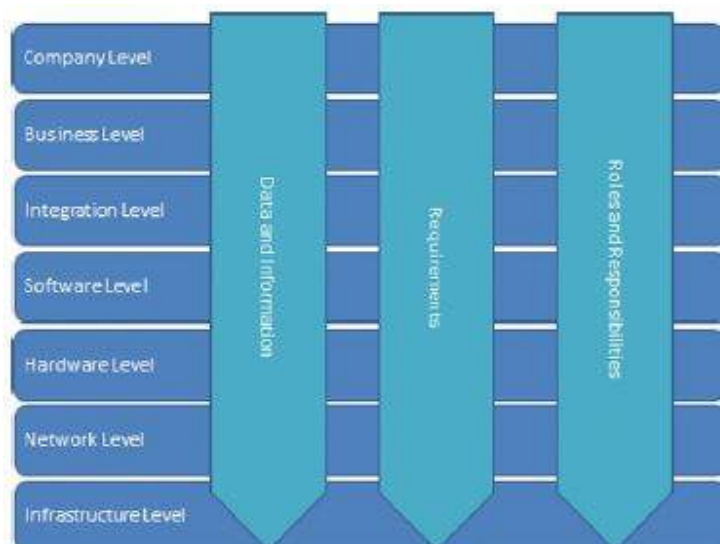 Company Level
Business Level
Integration Level
Software Level
Hardware Level
Network Level
Infrastructure Level
Data and Information
Requirements
Roles and Responsibilities